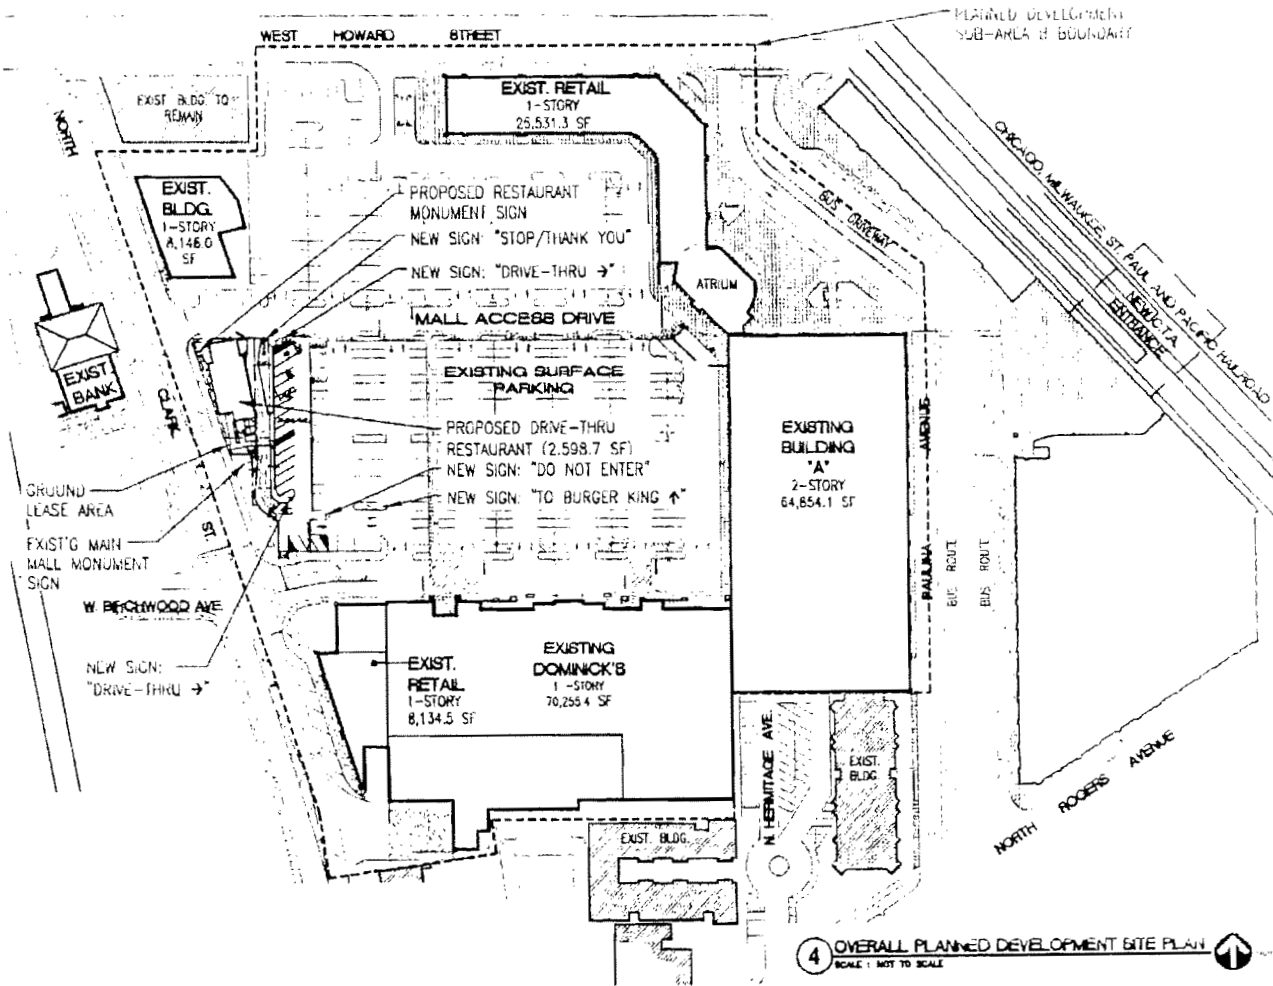 PLANNED DEVELOPMENT
SUB-AREA B BOUNDARY
WEST HOWARD STREET
NORTH
EXIST BLDG. TO
REMAIN
EXIST. RETAIL
1-STORY
25,531.3 SF
CHICAGO, MILWAUKEE, ST. PAUL AND PACIFIC RAILROAD
NEW C.T.A.
ENTRANCE
EXIST.
BLDG.
1-STORY
8,146.0
SF
PROPOSED RESTAURANT
MONUMENT SIGN
NEW SIGN: "STOP/THANK YOU"
NEW SIGN: "DRIVE-THRU →"
BUS DRIVEWAY
ATRIUM
MALL ACCESS DRIVE
EXISTING SURFACE
PARKING
EXIST.
BANK
CLARK
ST.
PROPOSED DRIVE-THRU
RESTAURANT (2,598.7 SF)
NEW SIGN: "DO NOT ENTER"
NEW SIGN: "TO BURGER KING ↑"
EXISTING
BUILDING
"A"
2-STORY
64,854.1 SF
AVENUE
PAULINA
BUS ROUTE
BUS ROUTE
GROUND
LEASE AREA
EXIST'G MAIN
MALL MONUMENT
SIGN
W. BIRCHWOOD AVE.
NEW SIGN:
"DRIVE-THRU →"
EXIST.
RETAIL
1-STORY
8,134.5 SF
EXISTING
DOMINICK'S
1-STORY
70,255.4 SF
N. HERMITAGE AVE.
EXIST.
BLDG.
EXIST. BLDG.
NORTH ROGERS AVENUE
4 OVERALL PLANNED DEVELOPMENT SITE PLAN
SCALE : NOT TO SCALE